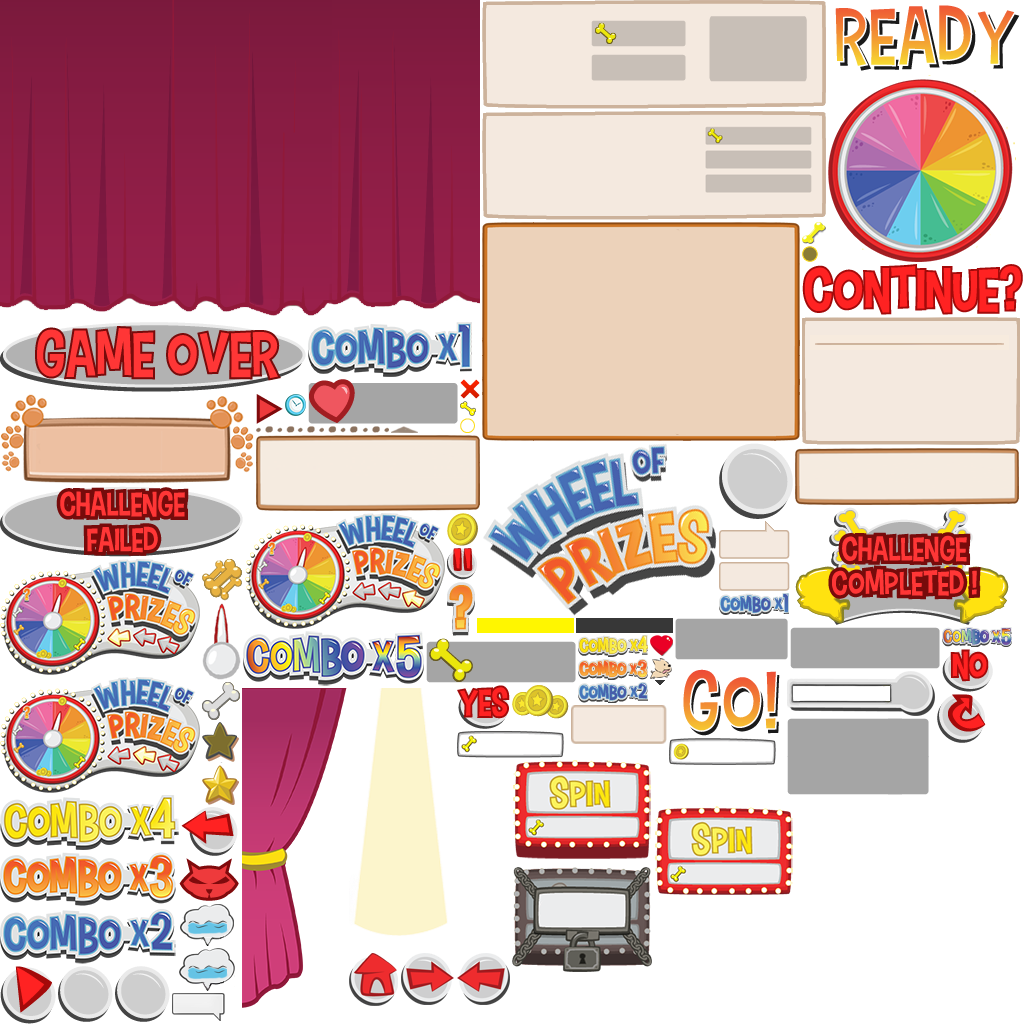 READY
CONTINUE?
GAME OVER
COMBO x1
CHALLENGE
FAILED
WHEEL OF
PRIZES
WHEEL OF
PRIZES
?
WHEEL OF
PRIZES
COMBO x1
CHALLENGE
COMPLETED!
COMBO x5
COMBO x4
COMBO x3
COMBO x2
COMBO x5
NO
YES
GO!
WHEEL OF
PRIZES
SPIN
SPIN
COMBO x4
COMBO x3
COMBO x2